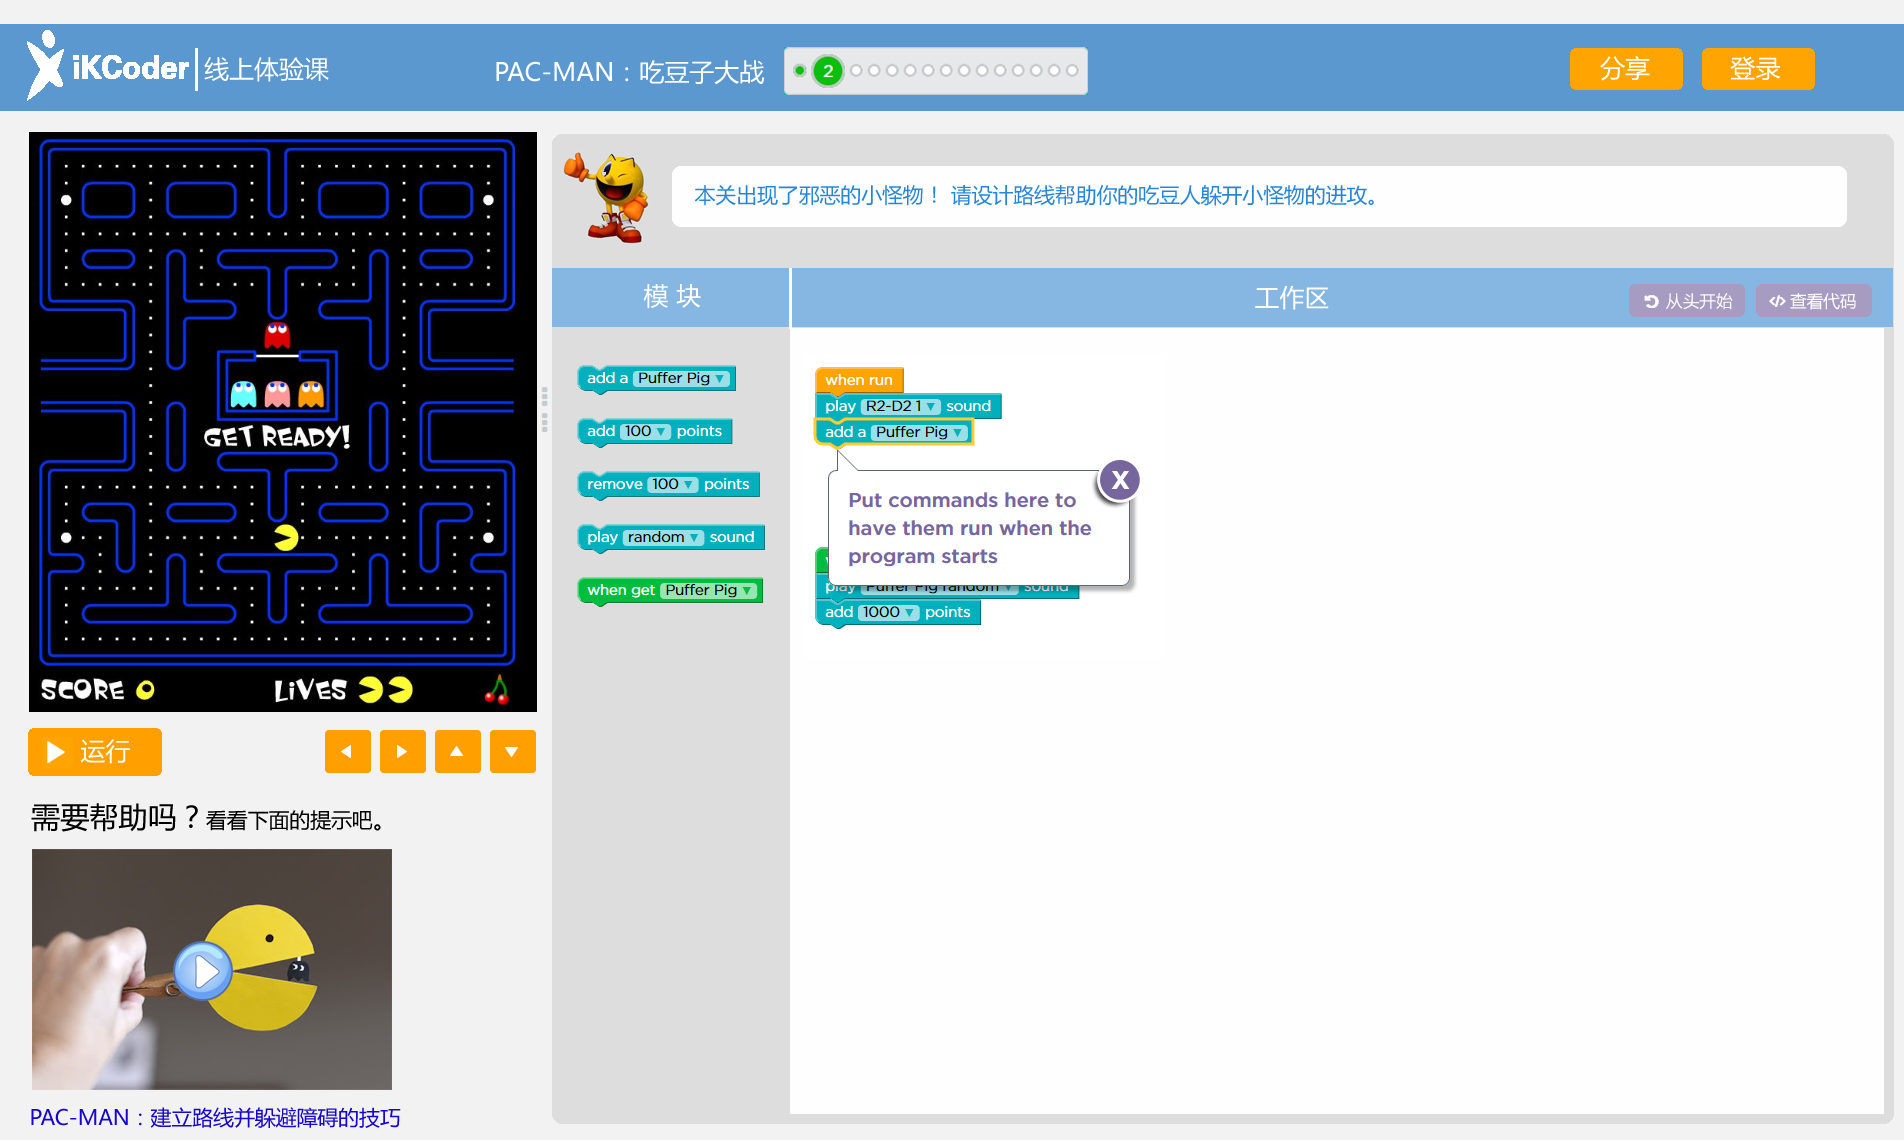 iKCoder 线上体验课
PAC-MAN：吃豆子大战
2
分享
登录
本关出现了邪恶的小怪物！ 请设计路线帮助你的吃豆人躲开小怪物的进攻。
模 块
工作区
从头开始
查看代码
GET READY!
SCORE 0
LIVES
运行
需要帮助吗？看看下面的提示吧。
PAC-MAN：建立路线并躲避障碍的技巧
add a Puffer Pig
add 100 points
remove 100 points
play random sound
when get Puffer Pig
when run
play R2-D2 1 sound
add a Puffer Pig
X
Put commands here to
have them run when the
program starts
play Puffer Pig random sound
add 1000 points